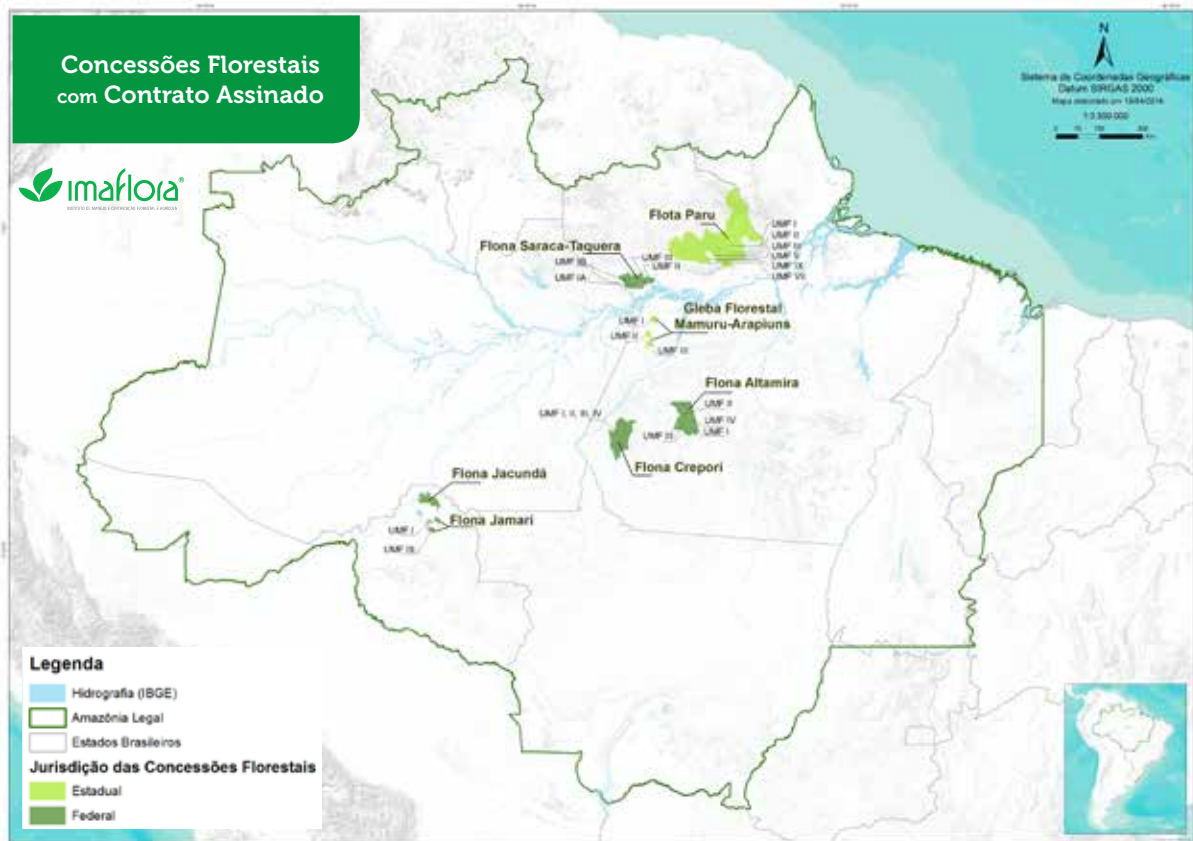 Concessões Florestais
com Contrato Assinado
imaflora®
N
Sistema de Coordenadas Geográficas
Datum SIRGAS 2000
Flota Paru
UMF I
UMF II
UMF III
UMF V
UMF IX
UMF VII
Flona Saraca-Taquera
UMF IB
UMF III
UMF II
UMF IA
Gleba Florestal
Mamuru-Arapiuns
UMF I
UMF II
UMF III
Flona Altamira
UMF II
UMF I, II, III, IV
UMF IV
UMF III
UMF I
Flona Crepori
Flona Jacundá
Flona Jamari
UMF I
UMF III
Legenda
Hidrografia (IBGE)
Amazônia Legal
Estados Brasileiros
Jurisdição das Concessões Florestais
Estadual
Federal